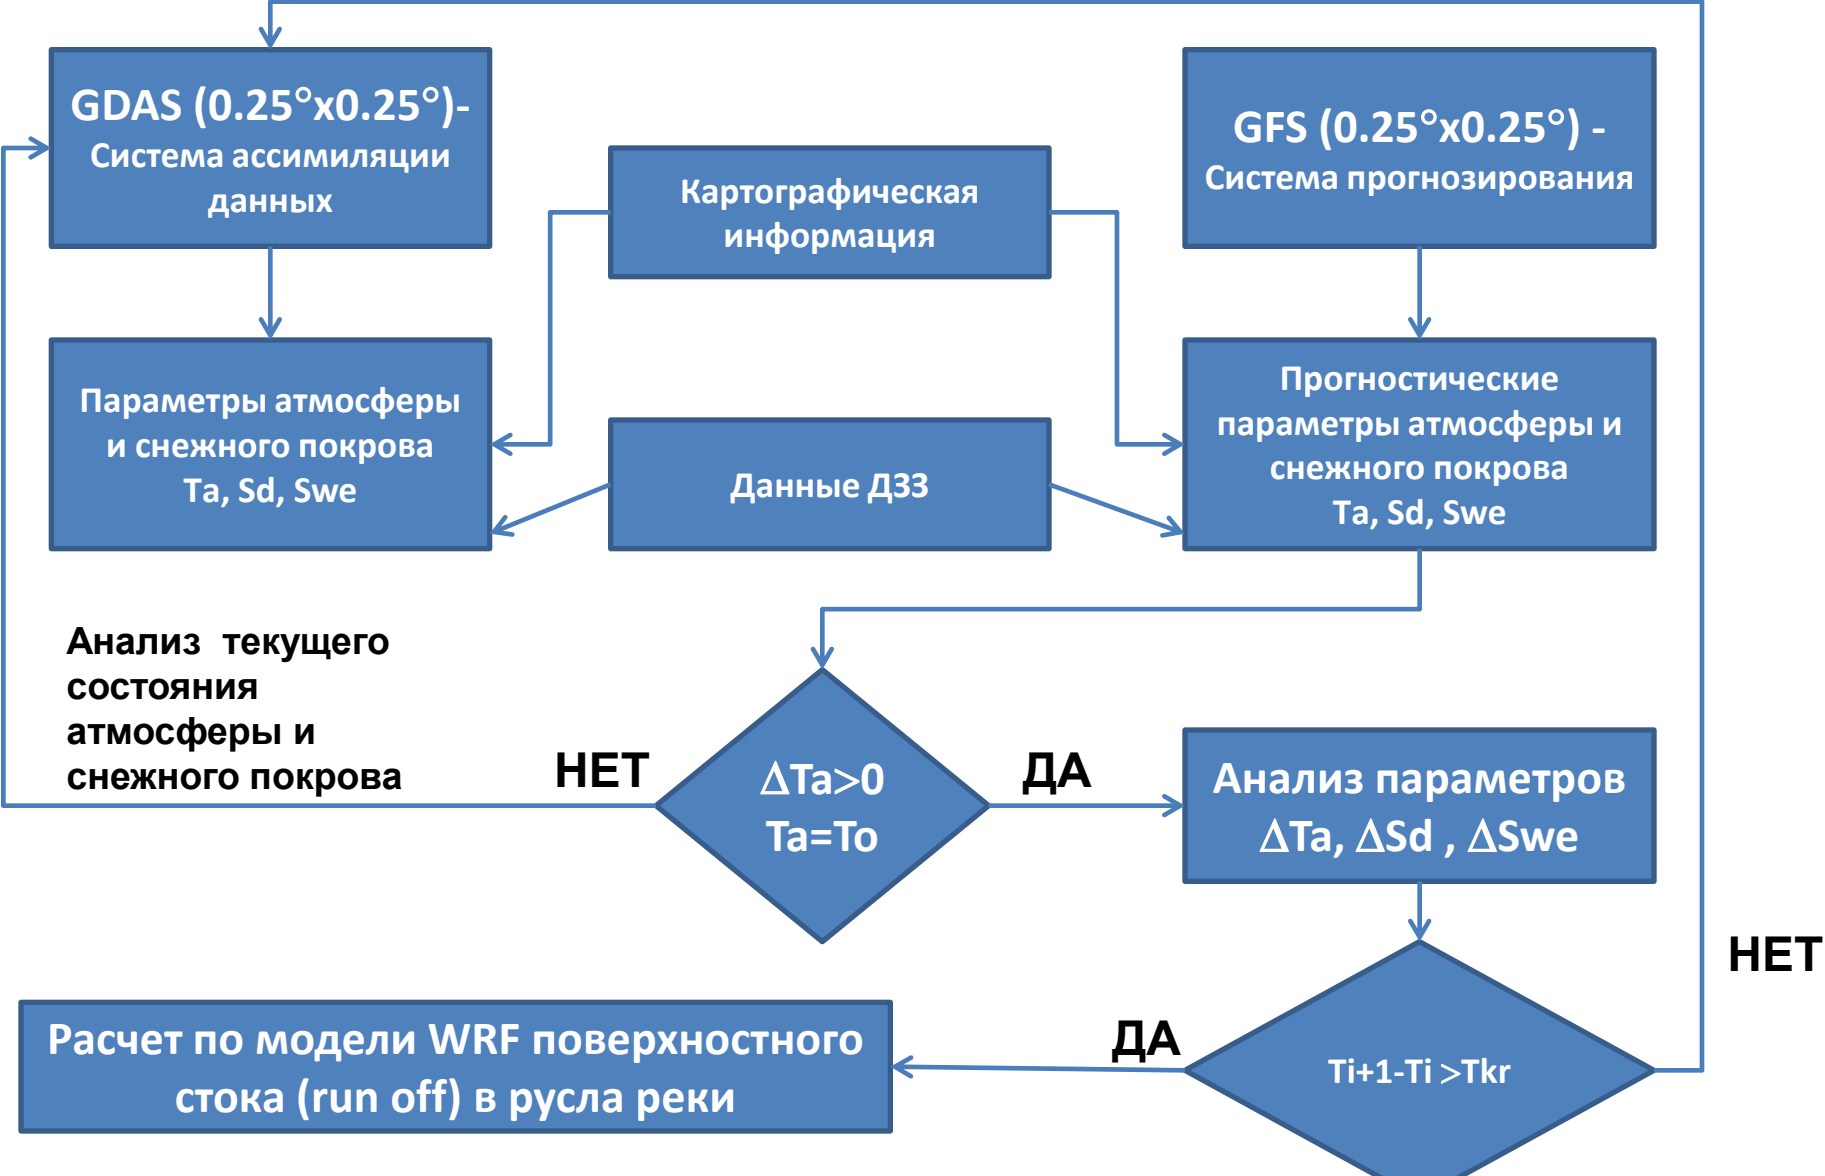 GDAS (0.25°x0.25°)-
Система ассимиляции
данных
GFS (0.25°x0.25°) -
Система прогнозирования
Картографическая
информация
Параметры атмосферы
и снежного покрова
Ta, Sd, Swe
Данные ДЗЗ
Прогностические
параметры атмосферы и
снежного покрова
Ta, Sd, Swe
Анализ текущего
состояния
атмосферы и
снежного покрова
НЕТ
ΔTa>0
Ta=To
ДА
Анализ параметров
ΔTa, ΔSd , ΔSwe
НЕТ
Расчет по модели WRF поверхностного
стока (run off) в русла реки
ДА
Ti+1-Ti >Tkr